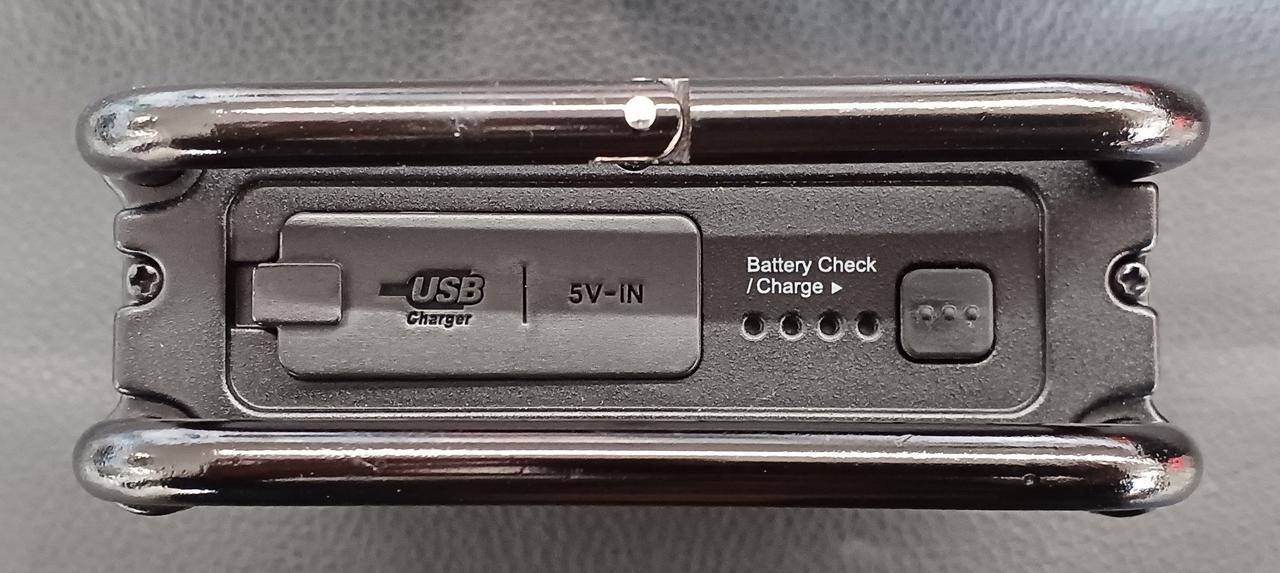 USB
Charger
5V-IN
Battery Check
/ Charge ▶